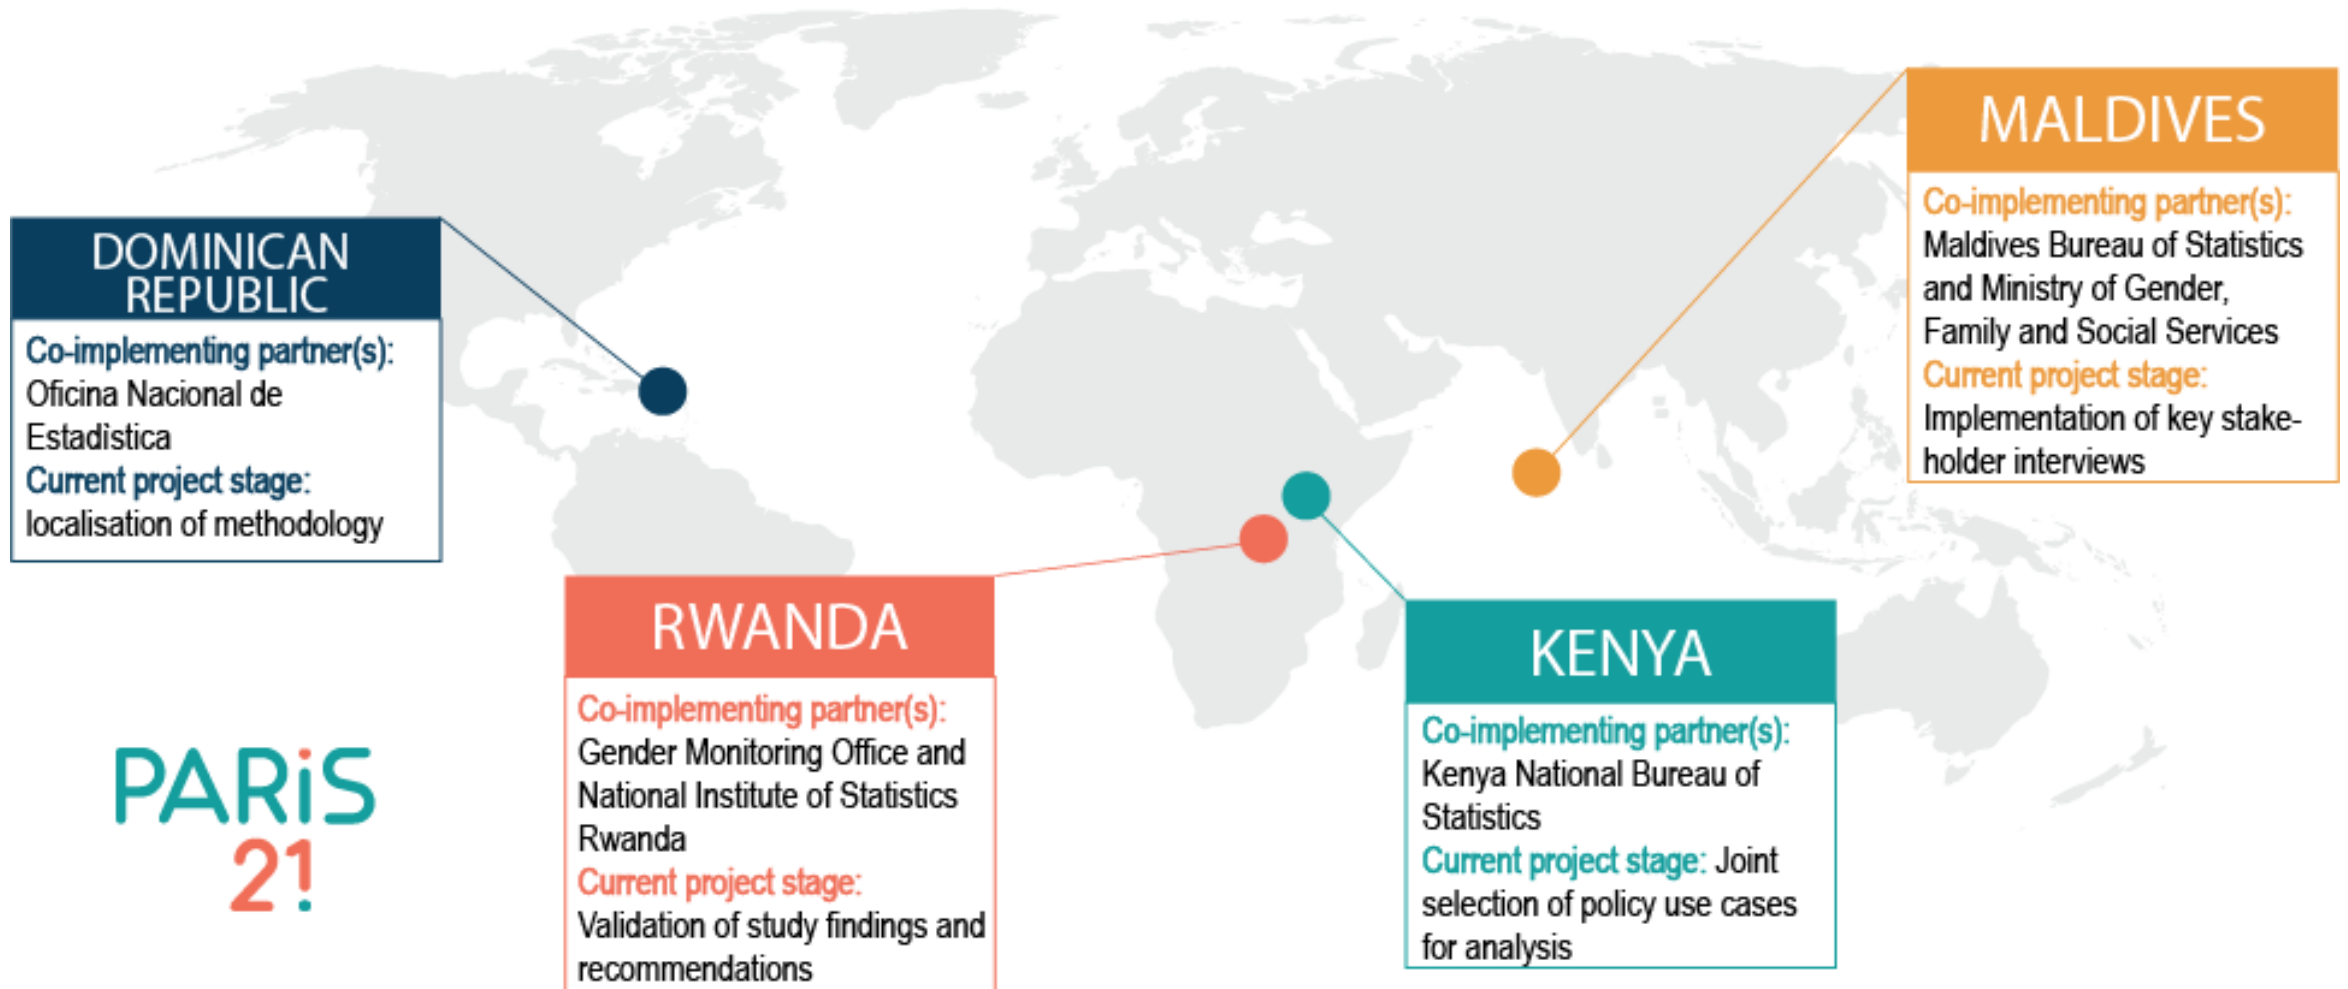 DOMINICAN
REPUBLIC
Co-implementing partner(s):
Oficina Nacional de
Estadìstica
Current project stage:
localisation of methodology
RWANDA
Co-implementing partner(s):
Gender Monitoring Office and
National Institute of Statistics
Rwanda
Current project stage:
Validation of study findings and
recommendations
KENYA
Co-implementing partner(s):
Kenya National Bureau of
Statistics
Current project stage: Joint
selection of policy use cases
for analysis
MALDIVES
Co-implementing partner(s):
Maldives Bureau of Statistics
and Ministry of Gender,
Family and Social Services
Current project stage:
Implementation of key stake-
holder interviews
PARiS
21